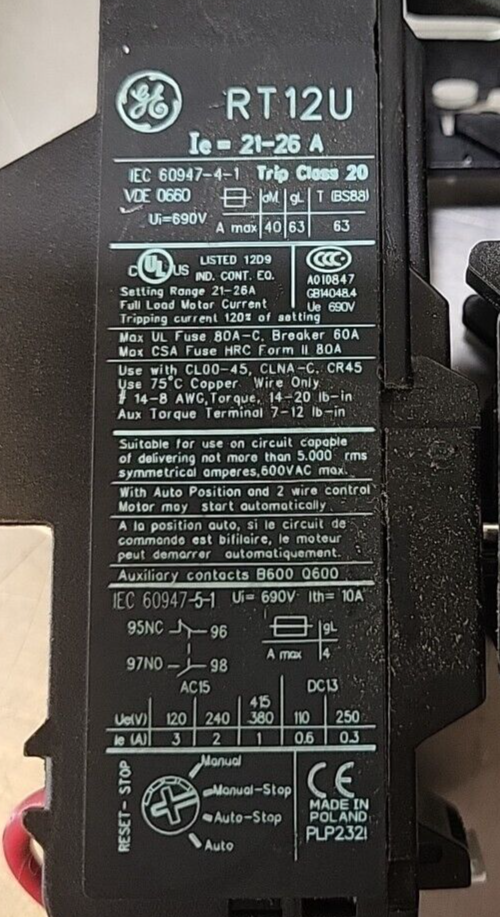 GE
RT12U
Ie = 21-26 A
IEC 60947-4-1 Trip Class 20
VDE 0660 aM gL T (BS88)
Ui=690V A max 40 63 63
C UL US LISTED 12D9 CCC
IND. CONT. EQ. A010847
Setting Range 21-26A GB14048.4
Full Load Motor Current Ue 690V
Tripping current 120% of setting
Max UL Fuse 80A-C. Breaker 60A
Max CSA Fuse HRC Form II 80A
Use with CL00-45, CLNA-C, CR45
Use 75°C Copper Wire Only
# 14-8 AWG,Torque, 14-20 lb-in
Aux Torque Terminal 7-12 lb-in
Suitable for use on circuit capable
of delivering not more than 5.000 rms
symmetrical amperes,600VAC max.
With Auto Position and 2 wire control
Motor may start automatically
A la position auto, si le circuit de
commande est bifilaire, le moteur
peut demarrer automatiquement.
Auxiliary contacts B600 Q600
IEC 60947-5-1 Ui= 690V Ith= 10A
95NC 96 gL
A max 4
97NO 98
AC15 DC13
415
Ue(V) 120 240 380 110 250
Ie (A) 3 2 1 0.6 0.3
RESET- STOP
Manual
Manual-Stop
Auto-Stop
Auto
CE
MADE IN
POLAND
PLP2321